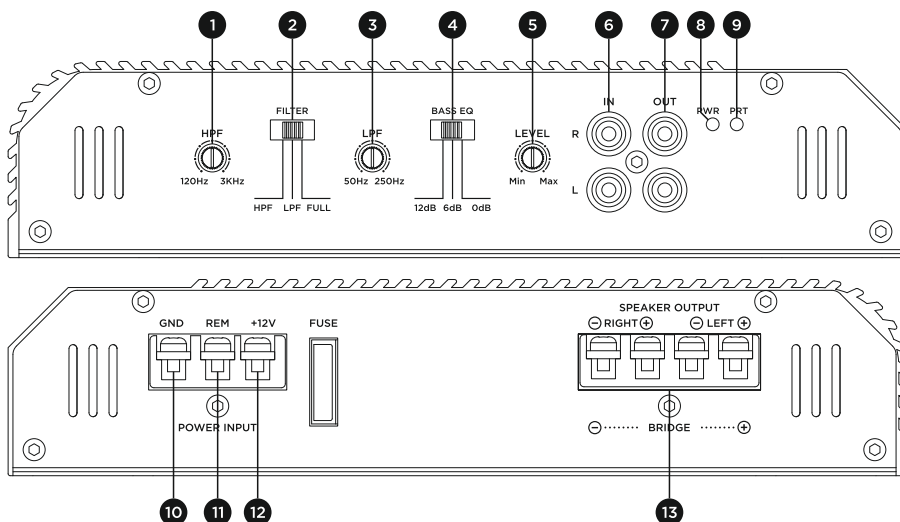 1 2 3 4 5 6 7 8 9
FILTER BASS EQ IN OUT PWR PRT
HPF LPF LEVEL R
120Hz 3KHz 50Hz 250Hz Min Max L
HPF LPF FULL 12dB 6dB 0dB
SPEAKER OUTPUT
GND REM +12V FUSE ⊖ RIGHT ⊕ ⊖ LEFT ⊕
POWER INPUT ⊖ ....... BRIDGE ....... ⊕
10 11 12 13